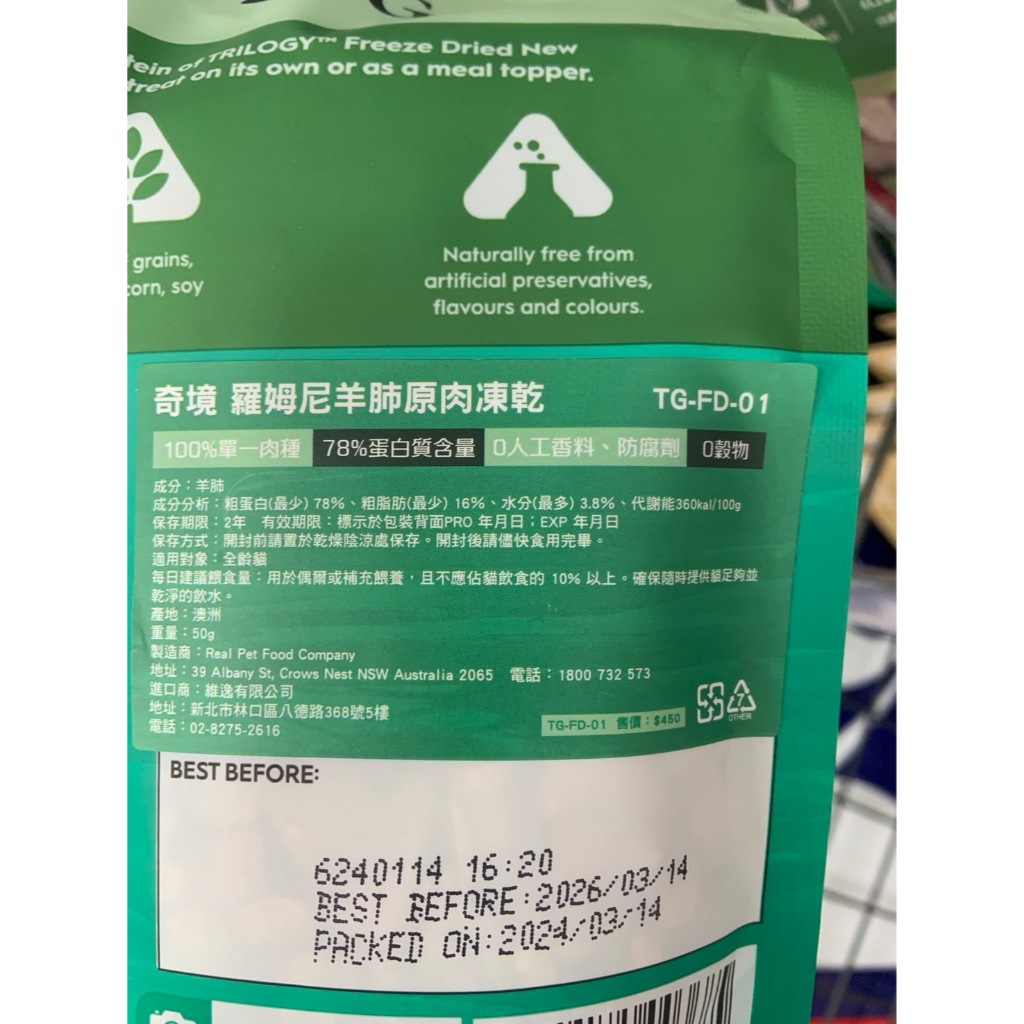 of TRILOGY™ Freeze Dried New
treat on its own or as a meal topper.
grains,
corn, soy
Naturally free from
artificial preservatives,
flavours and colours.
奇境 羅姆尼羊肺原肉凍乾 TG-FD-01
100%單一肉種 78%蛋白質含量 0人工香料、防腐劑 0穀物
成分：羊肺
成分分析：粗蛋白(最少) 78%、粗脂肪(最少) 16%、水分(最多) 3.8%、代謝能360kal/100g
保存期限：2年 有效期限：標示於包裝背面PRO 年月日；EXP 年月日
保存方式：開封前請置於乾燥陰涼處保存。開封後請儘快食用完畢。
適用對象：全齡貓
每日建議餵食量：用於偶爾或補充餵養，且不應佔貓飲食的 10% 以上。確保隨時提供貓足夠並
乾淨的飲水。
產地：澳洲
重量：50g
製造商：Real Pet Food Company
地址：39 Albany St, Crows Nest NSW Australia 2065 電話：1800 732 573
進口商：維逸有限公司
地址：新北市林口區八德路368號5樓
電話：02-8275-2616
TG-FD-01 售價：$450
7
OTHER
BEST BEFORE:
6240114 16:20
BEST BEFORE:2026/03/14
PACKED ON:2024/03/14